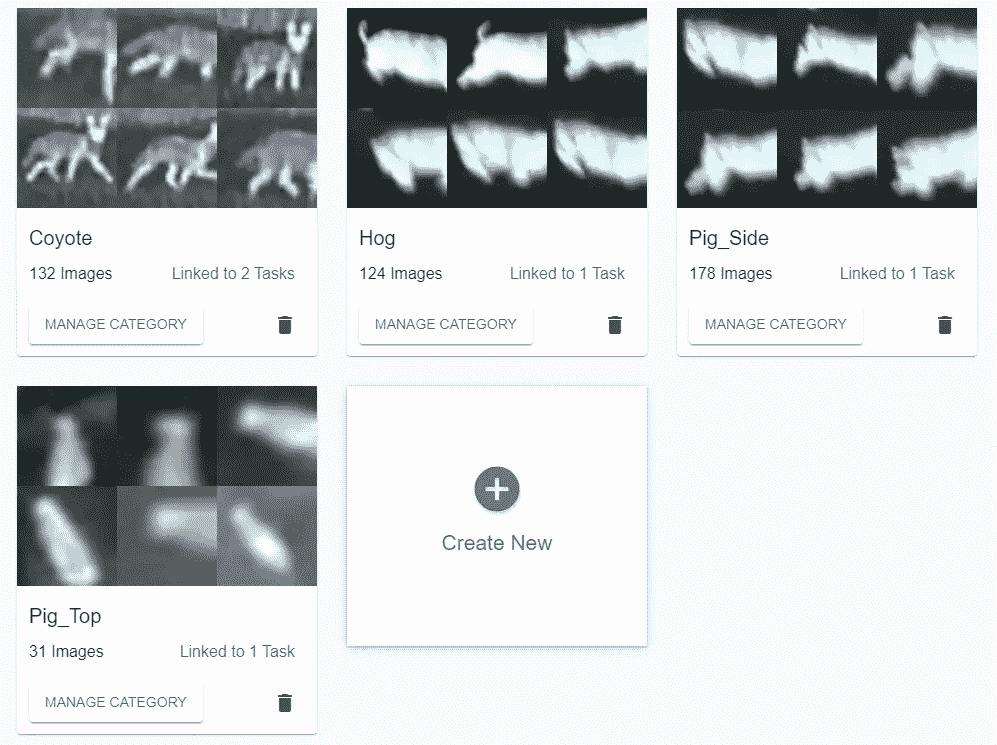 Coyote
132 Images Linked to 2 Tasks
MANAGE CATEGORY
Hog
124 Images Linked to 1 Task
MANAGE CATEGORY
Pig_Side
178 Images Linked to 1 Task
MANAGE CATEGORY
Pig_Top
31 Images Linked to 1 Task
MANAGE CATEGORY
Create New